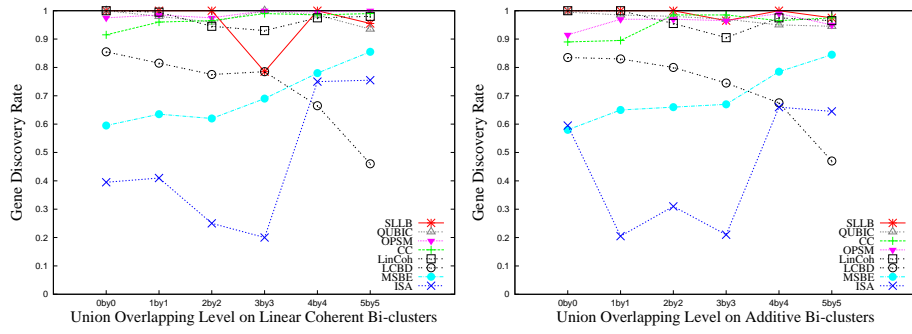 1
0.9
0.8
0.7
0.6
0.5
0.4
0.3
0.2
0.1
0
Gene Discovery Rate
0by0 1by1 2by2 3by3 4by4 5by5
Union Overlapping Level on Linear Coherent Bi-clusters
SLLB
QUBIC
OPSM
CC
LinCoh
LCBD
MSBE
ISA
1
0.9
0.8
0.7
0.6
0.5
0.4
0.3
0.2
0.1
0
Gene Discovery Rate
0by0 1by1 2by2 3by3 4by4 5by5
Union Overlapping Level on Additive Bi-clusters
SLLB
QUBIC
CC
OPSM
LinCoh
LCBD
MSBE
ISA